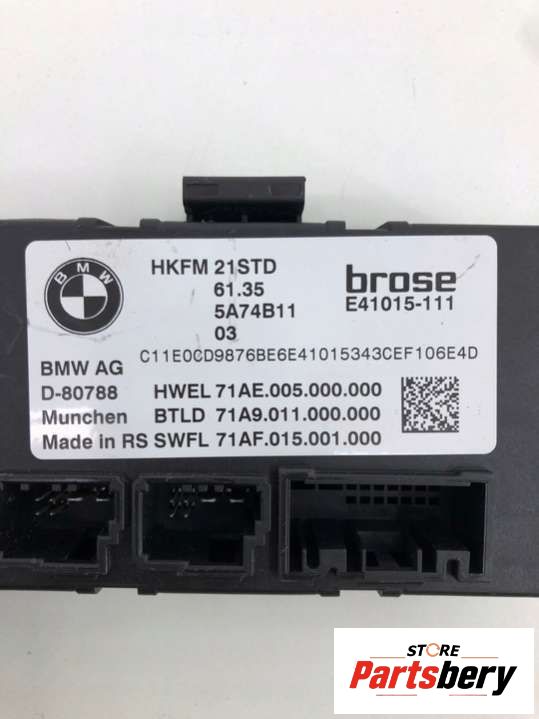 BMW
HKFM 21STD
61.35
5A74B11
03
brose
E41015-111
C11E0CD9876BE6E41015343CEF106E4D
BMW AG
D-80788
Munchen
Made in RS
HWEL 71AE.005.000.000
BTLD 71A9.011.000.000
SWFL 71AF.015.001.000
STORE
Partsbery